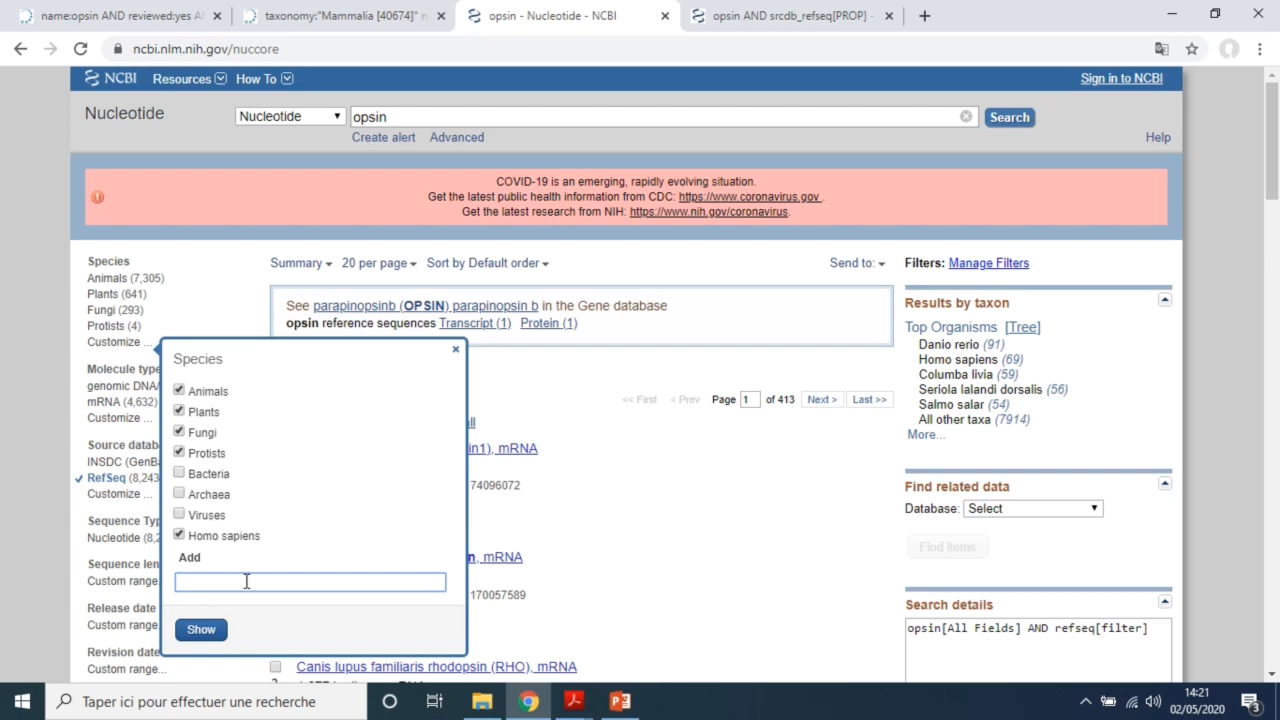 name:opsin AND reviewed:yes AN
taxonomy:"Mammalia [40674]" n
opsin - Nucleotide - NCBI
opsin AND srcdb_refseq[PROP] -
ncbi.nlm.nih.gov/nuccore
NCBI Resources How To Sign in to NCBI
Nucleotide Nucleotide opsin Search
Create alert Advanced Help
COVID-19 is an emerging, rapidly evolving situation.
Get the latest public health information from CDC: https://www.coronavirus.gov .
Get the latest research from NIH: https://www.nih.gov/coronavirus.
Species
Animals (7,305)
Plants (641)
Fungi (293)
Protists (4)
Customize ...
Molecule type
genomic DNA/
mRNA (4,632)
Customize ...
Source datab
INSDC (GenBa
RefSeq (8,243
Customize ...
Sequence Typ
Nucleotide (8,2
Sequence len
Custom range.
Release date
Custom range.
Revision date
Custom range...
Species
Animals
Plants
Fungi
Protists
Bacteria
Archaea
Viruses
Homo sapiens
Add
Show
Summary 20 per page Sort by Default order Send to:
See parapinopsinb (OPSIN) parapinopsin b in the Gene database
opsin reference sequences Transcript (1) Protein (1)
<< First < Prev Page 1 of 413 Next > Last >>
all
in1), mRNA
74096072
n, mRNA
170057589
Canis lupus familiaris rhodopsin (RHO), mRNA
Filters: Manage Filters
Results by taxon
Top Organisms [Tree]
Danio rerio (91)
Homo sapiens (69)
Columba livia (59)
Seriola lalandi dorsalis (56)
Salmo salar (54)
All other taxa (7914)
More...
Find related data
Database: Select
Find items
Search details
opsin[All Fields] AND refseq[filter]
Taper ici pour effectuer une recherche
14:21
02/05/2020
3